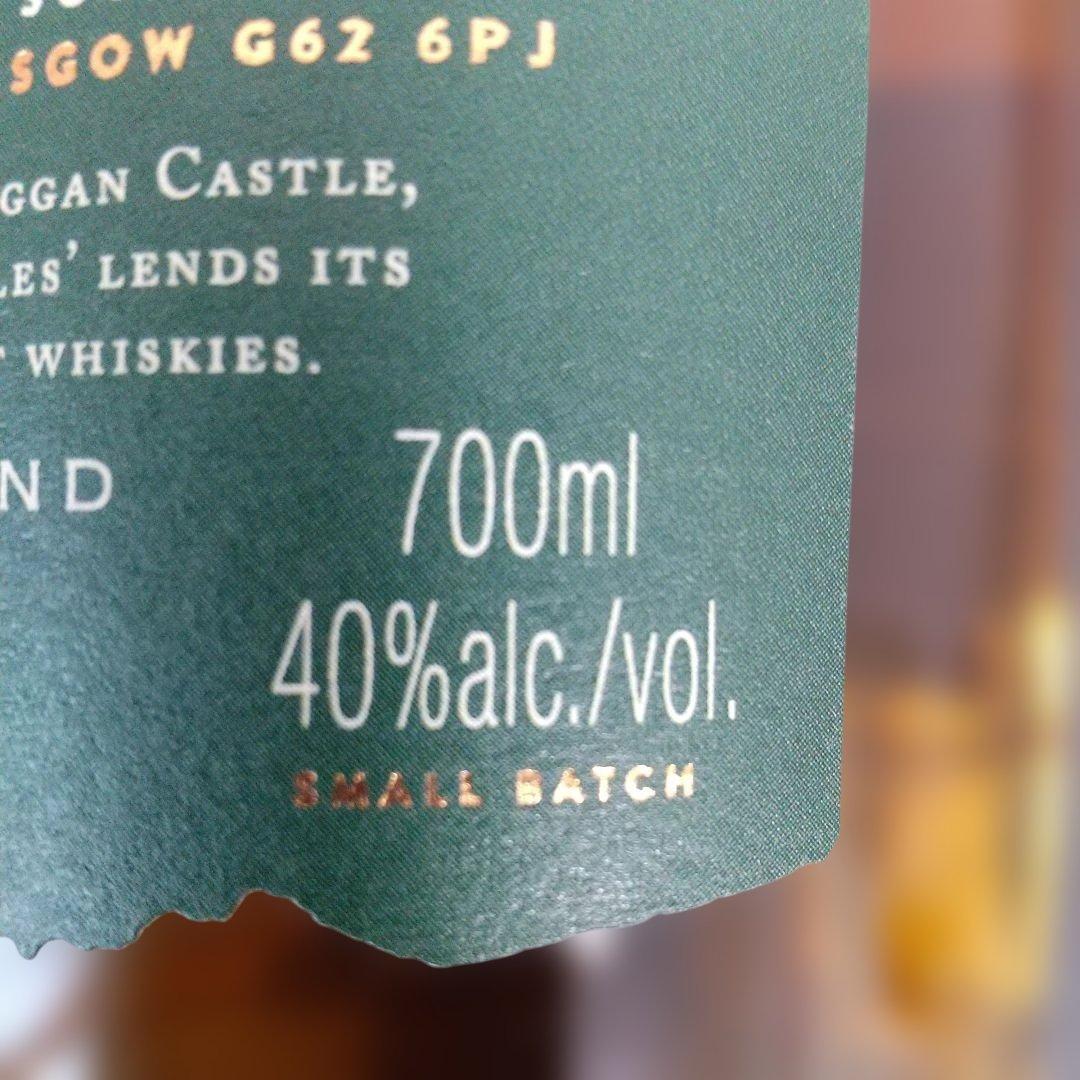 SGOW G62 6PJ
GGAN CASTLE,
LES' LENDS ITS
WHISKIES.
ND
700ml
40%alc./vol.
SMALL BATCH